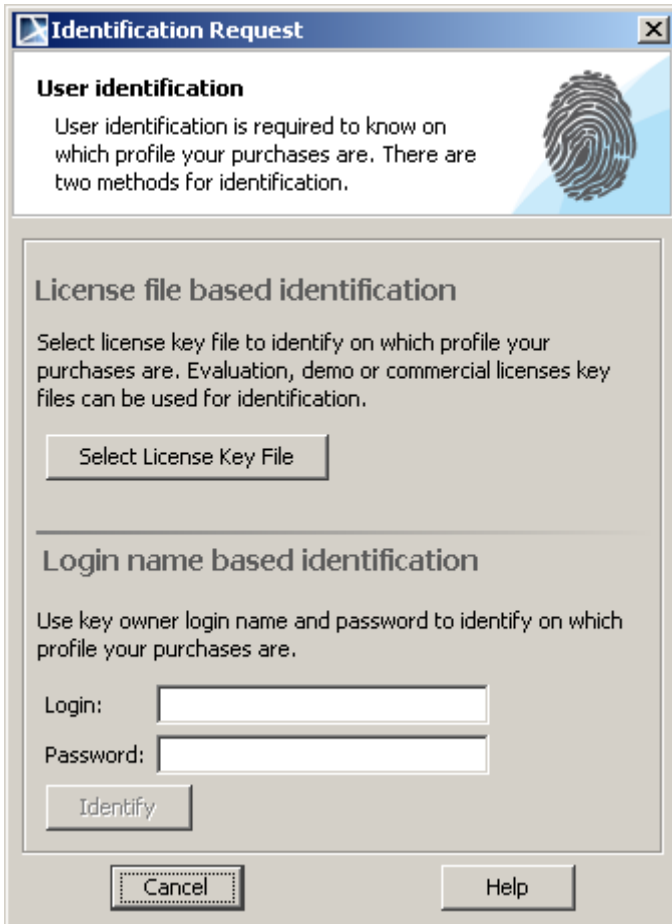 Identification Request
User identification
User identification is required to know on
which profile your purchases are. There are
two methods for identification.
License file based identification
Select license key file to identify on which profile your
purchases are. Evaluation, demo or commercial licenses key
files can be used for identification.
Select License Key File
Login name based identification
Use key owner login name and password to identify on which
profile your purchases are.
Login:
Password:
Identify
Cancel Help